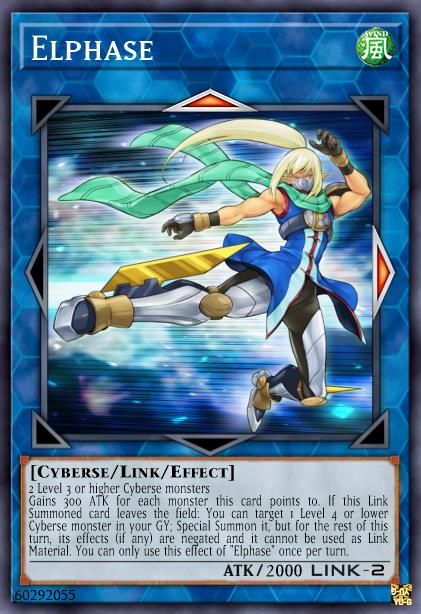 Elphase
WIND
風
[Cyberse/Link/Effect]
2 Level 3 or higher Cyberse monsters
Gains 300 ATK for each monster this card points to. If this Link
Summoned card leaves the field: You can target 1 Level 4 or lower
Cyberse monster in your GY; Special Summon it, but for the rest of this
turn, its effects (if any) are negated and it cannot be used as Link
Material. You can only use this effect of "Elphase" once per turn.
ATK/2000 LINK-2
60292055